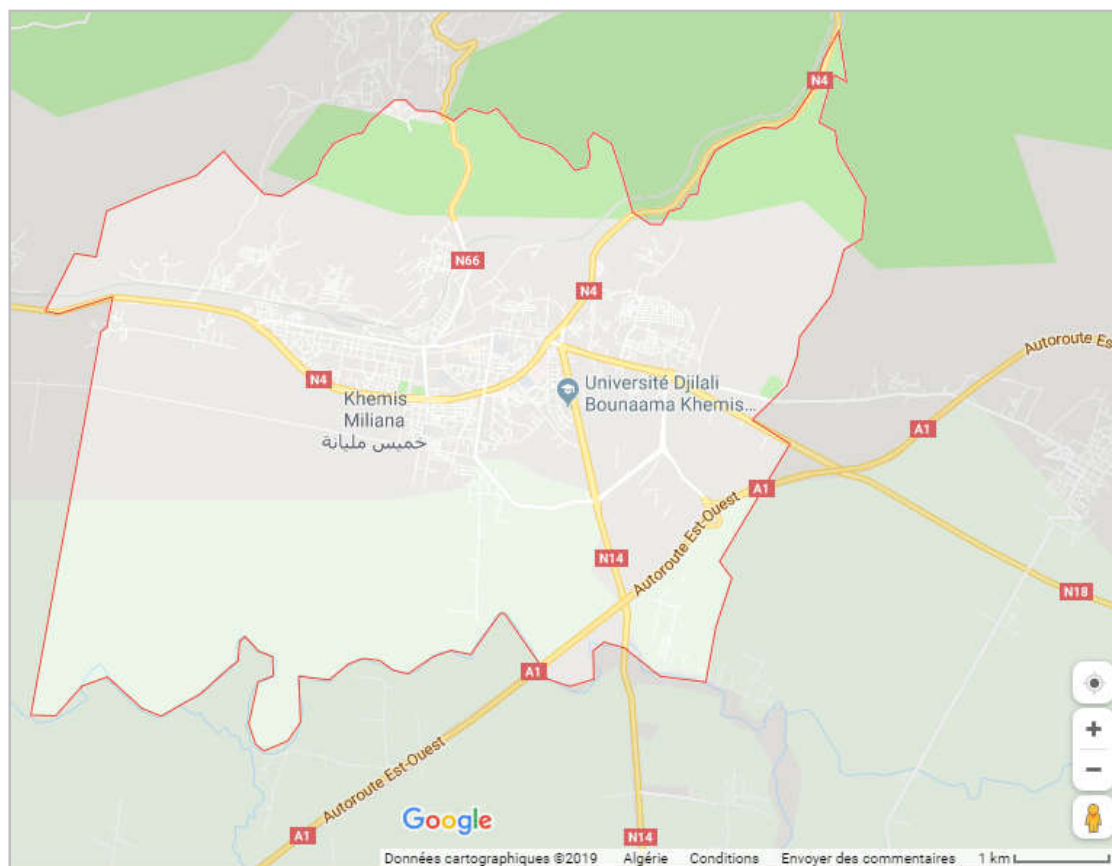 N4
N66
N4
Autoroute Es
N4
Université Djilali
Bounaama Khemis...
Khemis
Miliana
خميس مليانة
A1
A1
Autoroute Est-Ouest
N14
N18
A1
Autoroute Est-Ouest
Google
A1
N14
Données cartographiques ©2019 Algérie Conditions Envoyer des commentaires 1 km